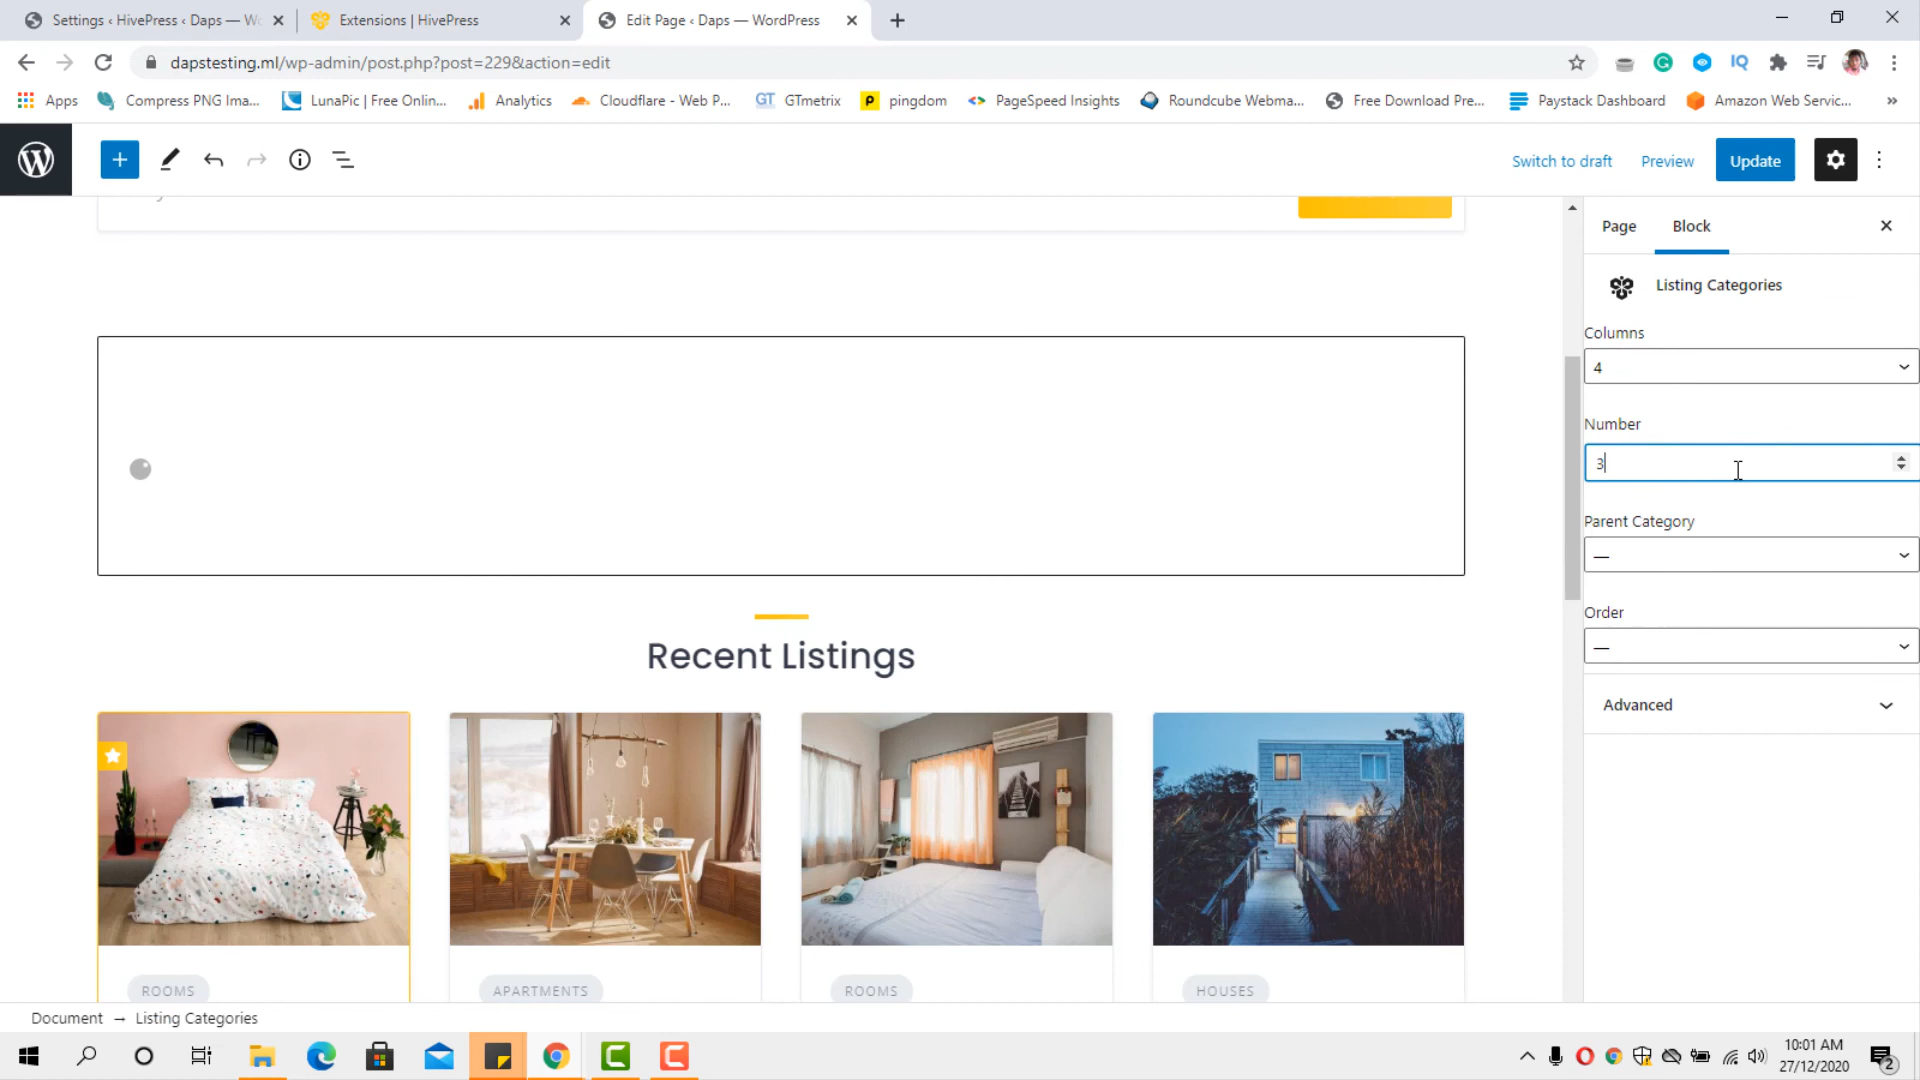 Settings ‹ HivePress ‹ Daps — Wo
Extensions | HivePress
Edit Page ‹ Daps — WordPress
dapstesting.ml/wp-admin/post.php?post=229&action=edit
Apps
Compress PNG Ima...
LunaPic | Free Onlin...
Analytics
Cloudflare - Web P...
GTmetrix
pingdom
PageSpeed Insights
Roundcube Webma...
Free Download Pre...
Paystack Dashboard
Amazon Web Servic...
Switch to draft
Preview
Update
Page
Block
Listing Categories
Columns
4
Number
3
Parent Category
—
Order
—
Advanced
Recent Listings
ROOMS
APARTMENTS
ROOMS
HOUSES
Document → Listing Categories
10:01 AM
27/12/2020
2